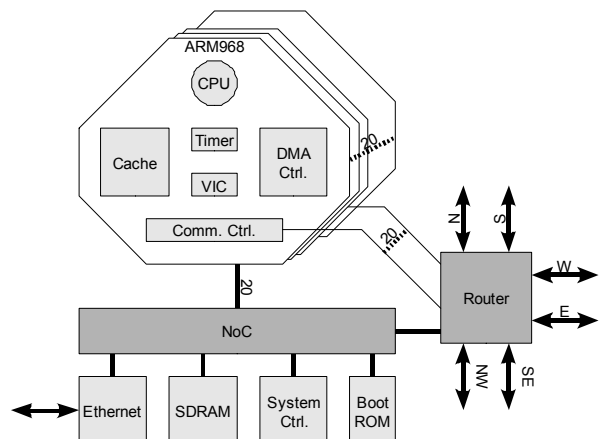 ARM968
CPU
20
Timer
Cache
DMA
Ctrl.
VIC
Comm. Ctrl.
20
N
S
W
Router
E
20
NoC
NW
SE
Ethernet
SDRAM
System
Ctrl.
Boot
ROM